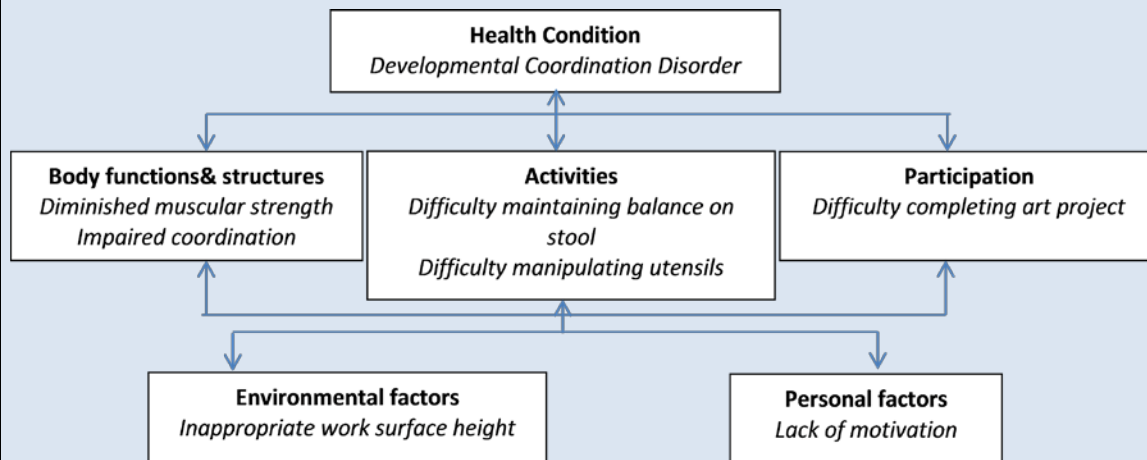 Health Condition
Developmental Coordination Disorder
Body functions& structures
Diminished muscular strength
Impaired coordination
Activities
Difficulty maintaining balance on
stool
Difficulty manipulating utensils
Participation
Difficulty completing art project
Environmental factors
Inappropriate work surface height
Personal factors
Lack of motivation